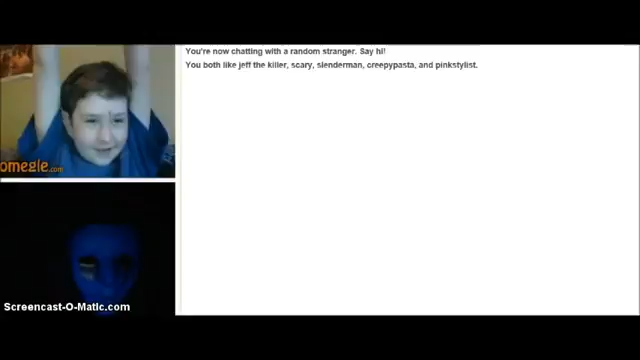 You're now chatting with a random stranger. Say hi!
You both like jeff the killer, scary, slenderman, creepypasta, and pinkstylist.
omegle.com
Screencast-O-Matic.com